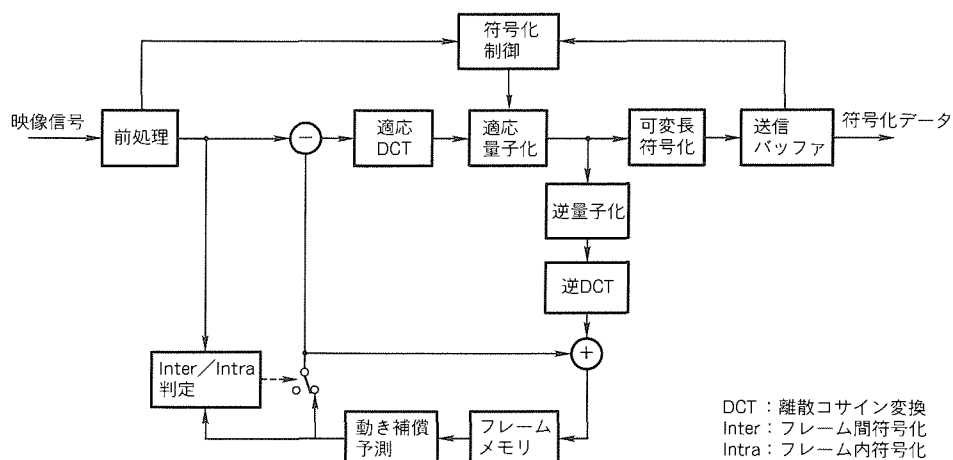 符号化
制御
映像信号
前処理
−
適応
DCT
適応
量子化
可変長
符号化
送信
バッファ
符号化データ
逆量子化
逆DCT
+
Inter／Intra
判定
動き補償
予測
フレーム
メモリ
DCT：離散コサイン変換
Inter：フレーム間符号化
Intra：フレーム内符号化